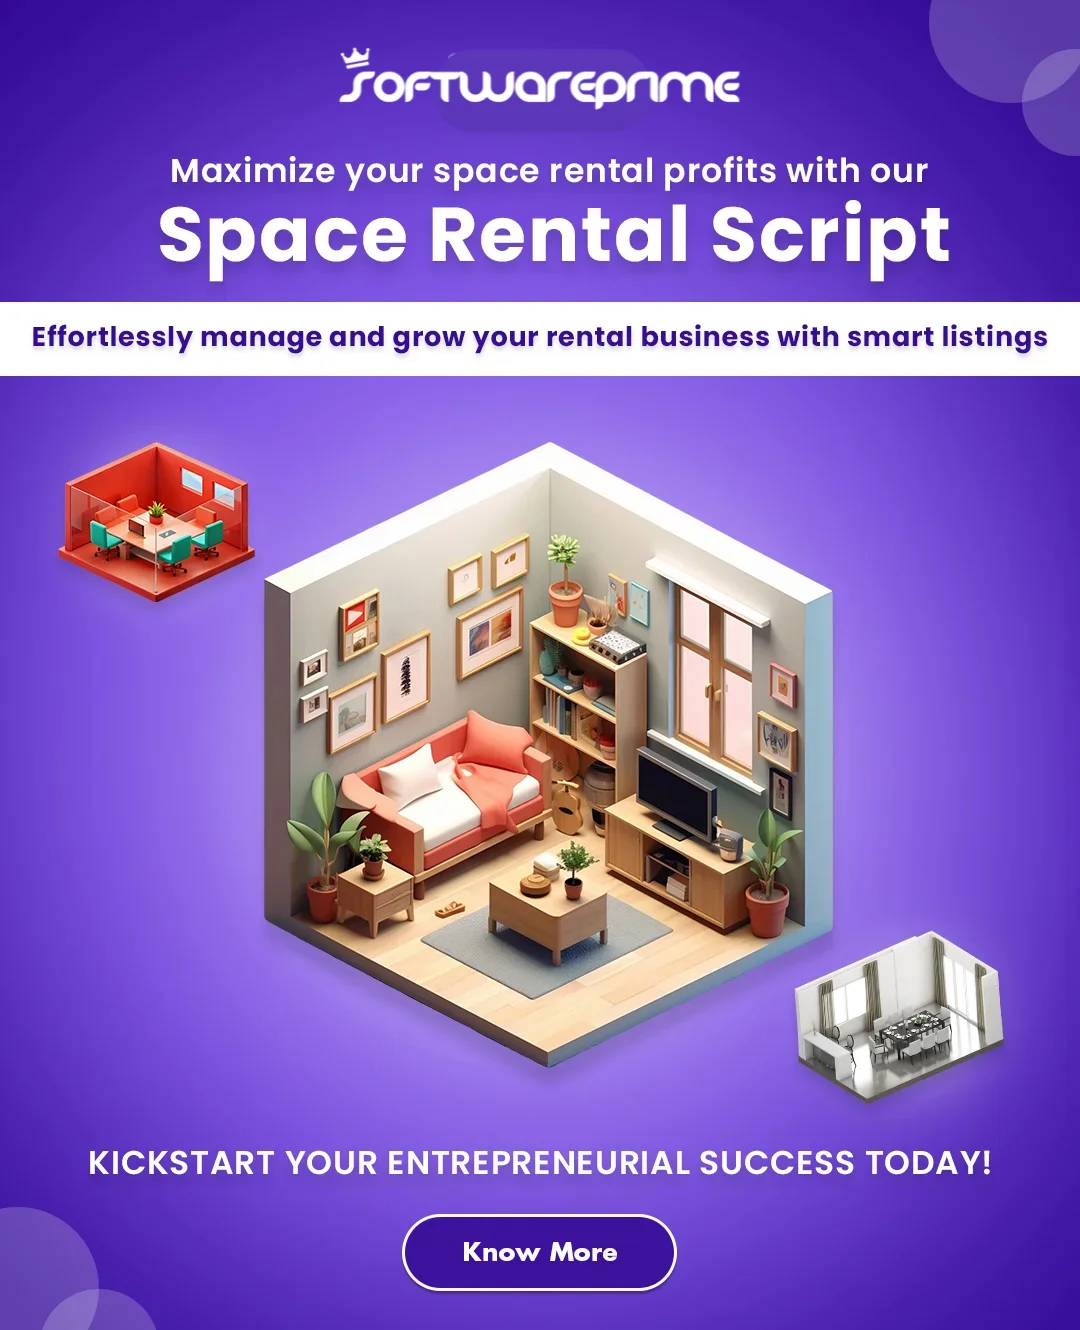 Softwareprime
Maximize your space rental profits with our
Space Rental Script
Effortlessly manage and grow your rental business with smart listings
KICKSTART YOUR ENTREPRENEURIAL SUCCESS TODAY!
Know More